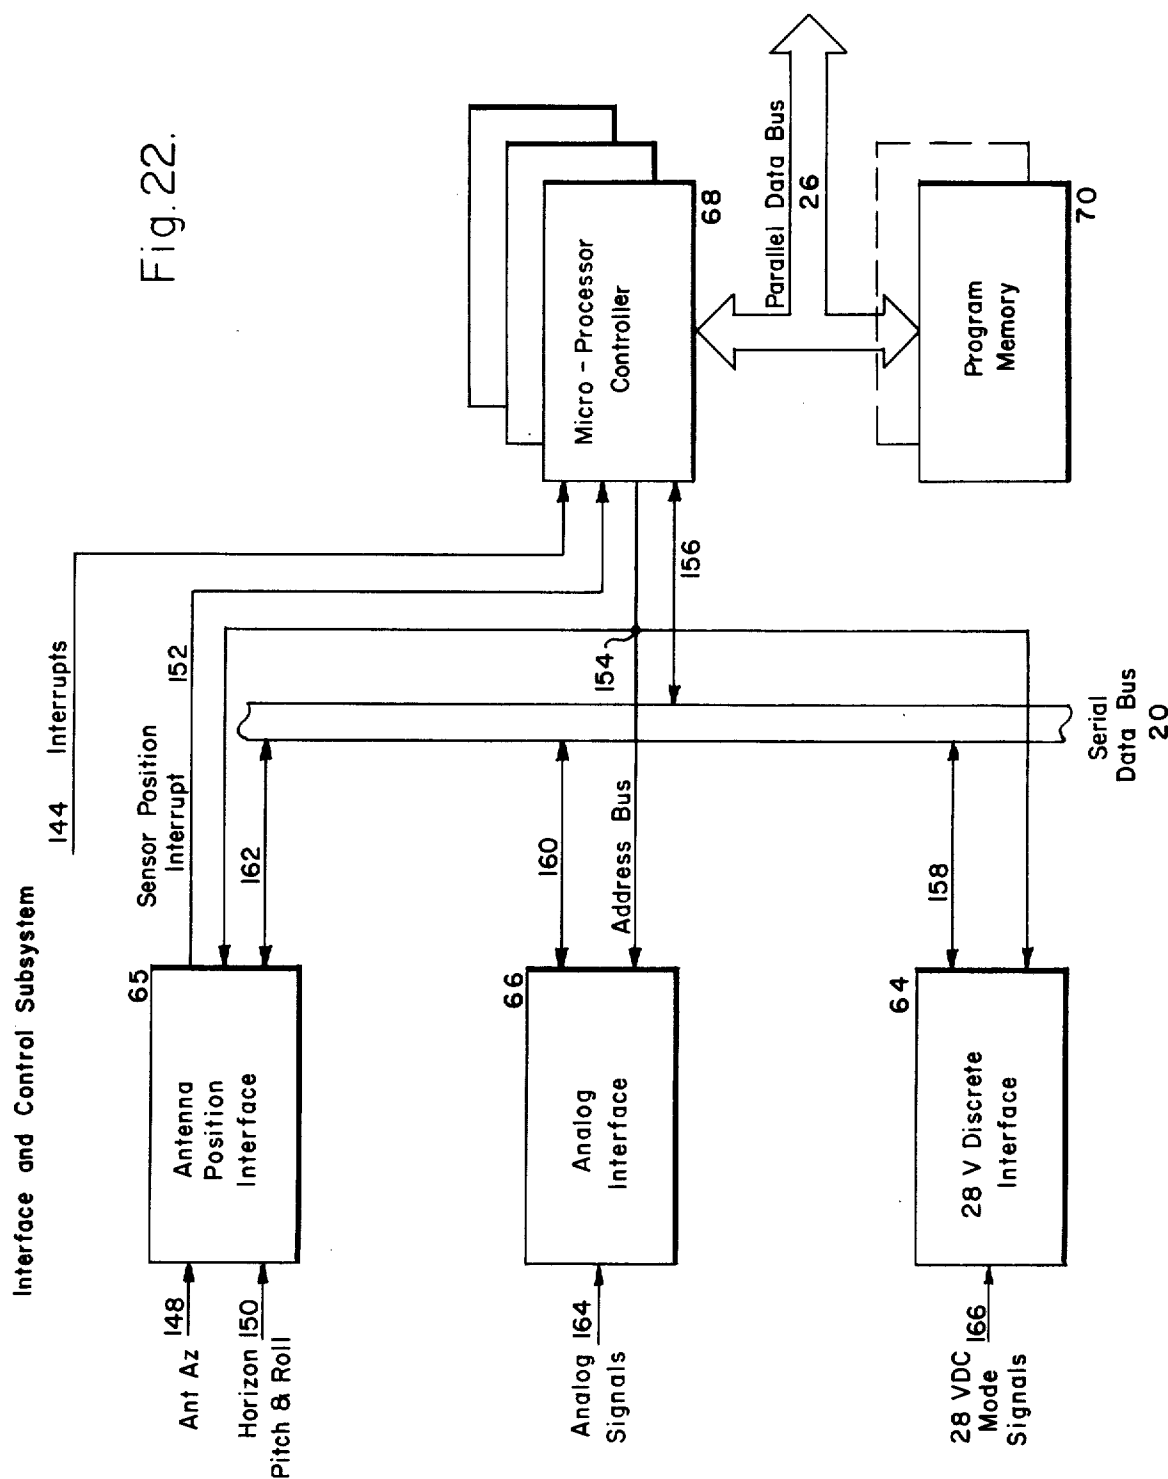 Interface and Control Subsystem
Fig. 22.
144 Interrupts
Sensor Position
Interrupt
152
Ant Az
148
Horizon
Pitch & Roll
150
65
Antenna
Position
Interface
162
Analog
Signals
164
66
Analog
Interface
160
Address Bus
154
156
28 VDC
Mode
Signals
166
64
28 V Discrete
Interface
158
Serial
Data Bus
20
Micro - Processor
Controller
68
Parallel Data Bus
26
Program
Memory
70